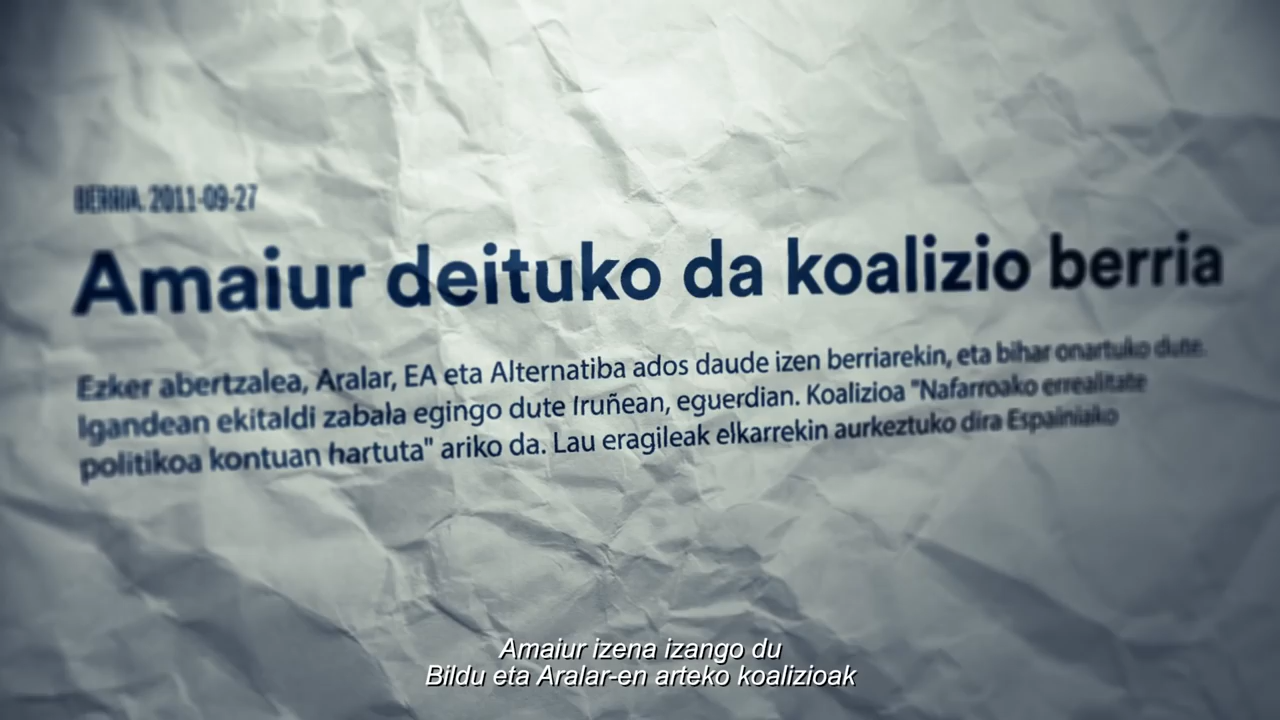 BERRIA. 2011-09-27
Amaiur deituko da koalizio berria
Ezker abertzalea, Aralar, EA eta Alternatiba ados daude izen berriarekin, eta bihar onartuko dute.
Igandean ekitaldi zabala egingo dute Iruñean, eguerdian. Koalizioa "Nafarroako errealitate
politikoa kontuan hartuta" ariko da. Lau eragileak elkarrekin aurkeztuko dira Espainiako
Amaiur izena izango du
Bildu eta Aralar-en arteko koalizioak